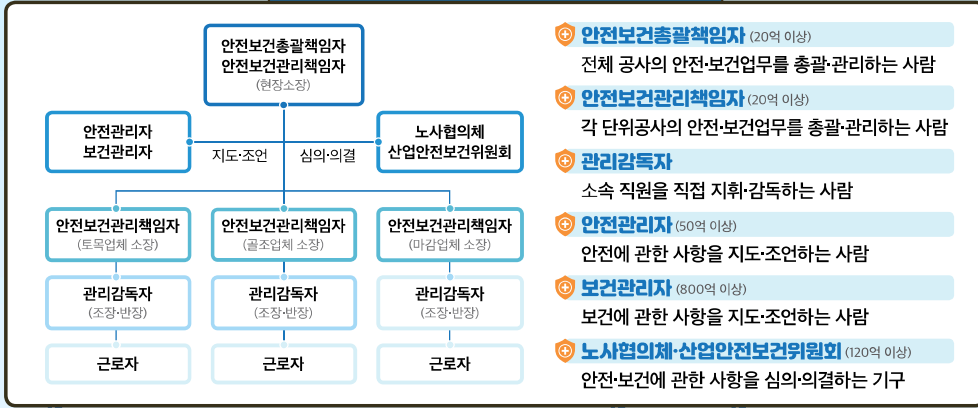 안전보건총괄책임자
안전보건관리책임자
(현장소장)
안전관리자
보건관리자
지도·조언
심의·의결
노사협의체
산업안전보건위원회
안전보건관리책임자
(토목업체 소장)
안전보건관리책임자
(골조업체 소장)
안전보건관리책임자
(마감업체 소장)
관리감독자
(조장·반장)
관리감독자
(조장·반장)
관리감독자
(조장·반장)
근로자
근로자
근로자
안전보건총괄책임자 (20억 이상)
전체 공사의 안전·보건업무를 총괄·관리하는 사람
안전보건관리책임자 (20억 이상)
각 단위공사의 안전·보건업무를 총괄·관리하는 사람
관리감독자
소속 직원을 직접 지휘·감독하는 사람
안전관리자 (50억 이상)
안전에 관한 사항을 지도·조언하는 사람
보건관리자 (800억 이상)
보건에 관한 사항을 지도·조언하는 사람
노사협의체·산업안전보건위원회 (120억 이상)
안전·보건에 관한 사항을 심의·의결하는 기구